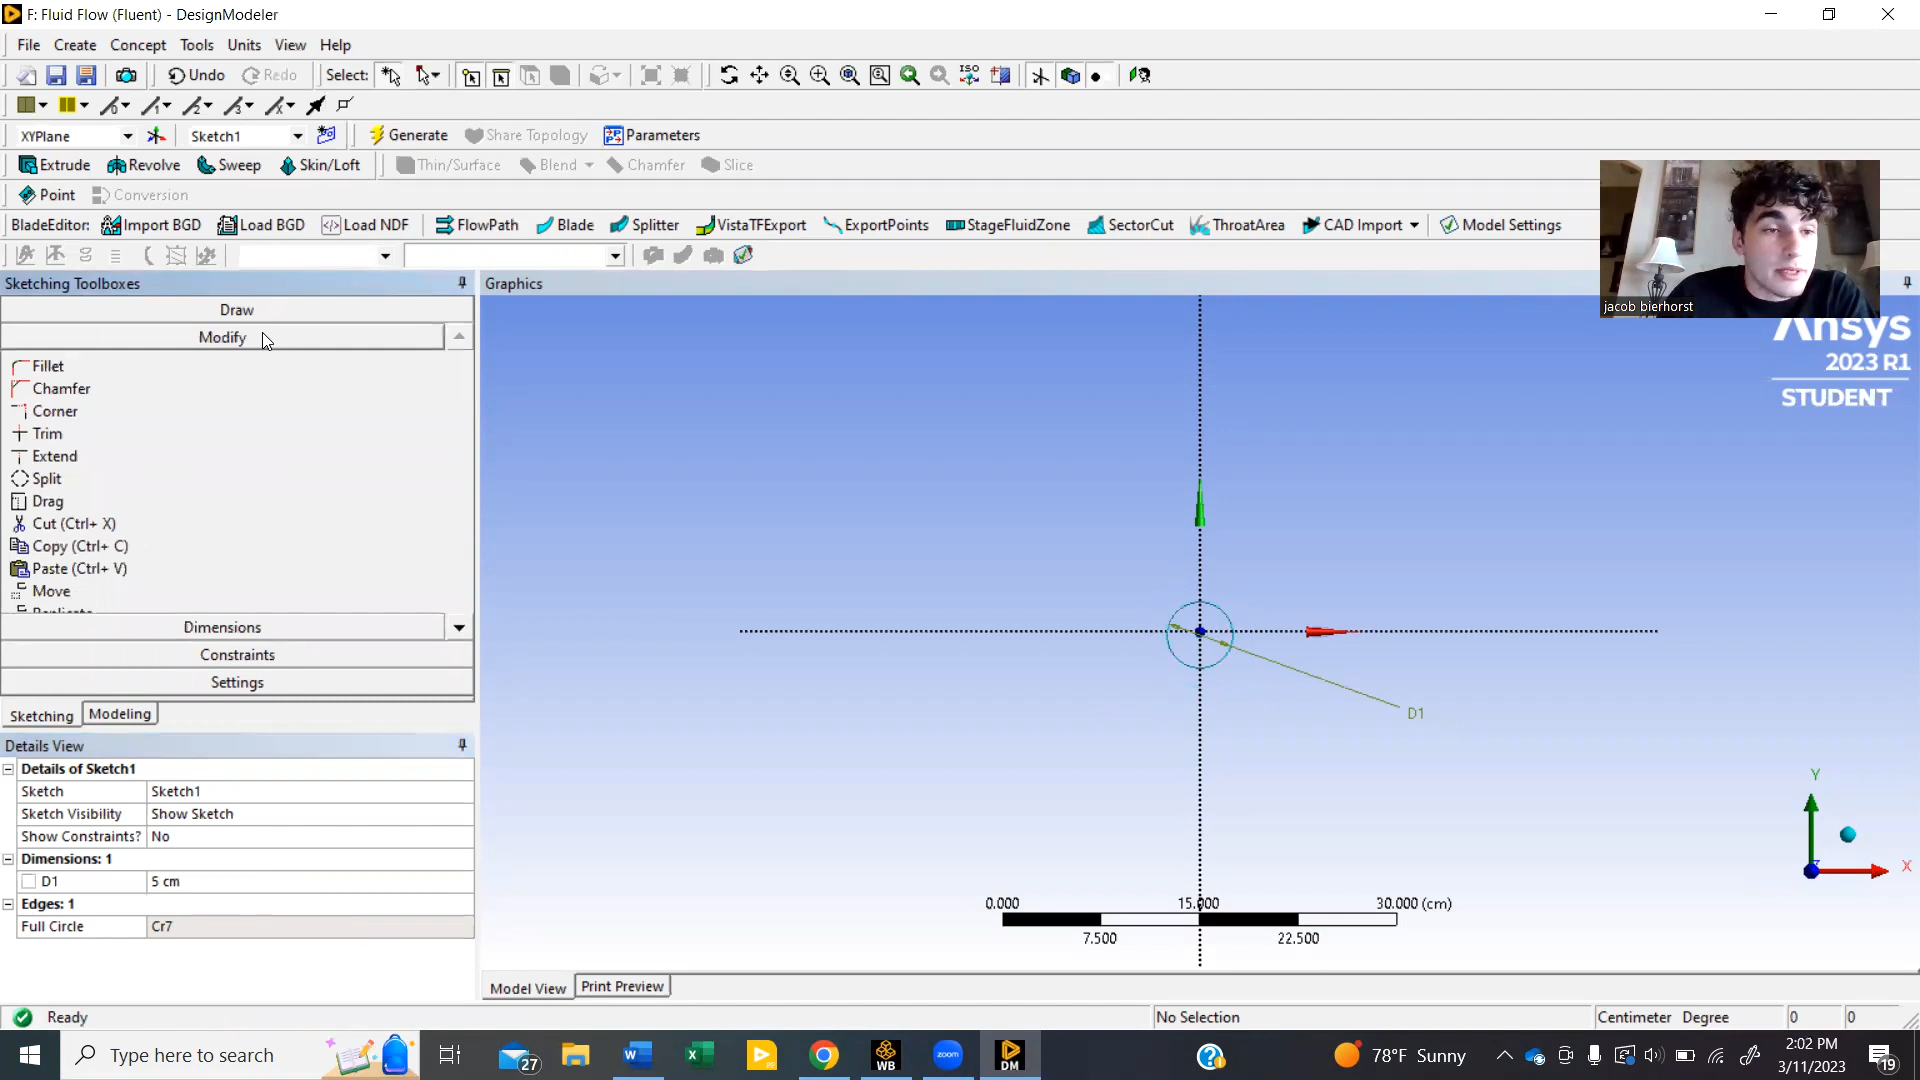 F: Fluid Flow (Fluent) - DesignModeler
File Create Concept Tools Units View Help
Undo Redo Select: ISO
XYPlane Sketch1 Generate Share Topology Parameters
Extrude Revolve Sweep Skin/Loft Thin/Surface Blend Chamfer Slice
Point Conversion
BladeEditor: Import BGD Load BGD Load NDF FlowPath Blade Splitter VistaTFExport ExportPoints StageFluidZone SectorCut ThroatArea CAD Import Model Settings
Sketching Toolboxes
Draw
Modify
Fillet
Chamfer
Corner
Trim
Extend
Split
Drag
Cut (Ctrl+ X)
Copy (Ctrl+ C)
Paste (Ctrl+ V)
Move
Replicate
Dimensions
Constraints
Settings
Sketching Modeling
Details View
Details of Sketch1
Sketch Sketch1
Sketch Visibility Show Sketch
Show Constraints? No
Dimensions: 1
D1 5 cm
Edges: 1
Full Circle Cr7
Graphics
jacob bierhorst
Ansys
2023 R1
STUDENT
D1
Y
X
0.000 15.000 30.000 (cm)
7.500 22.500
Model View Print Preview
Ready No Selection Centimeter Degree 0 0
Type here to search 27 W X WB zoom DM 78°F Sunny 2:02 PM
3/11/2023 19